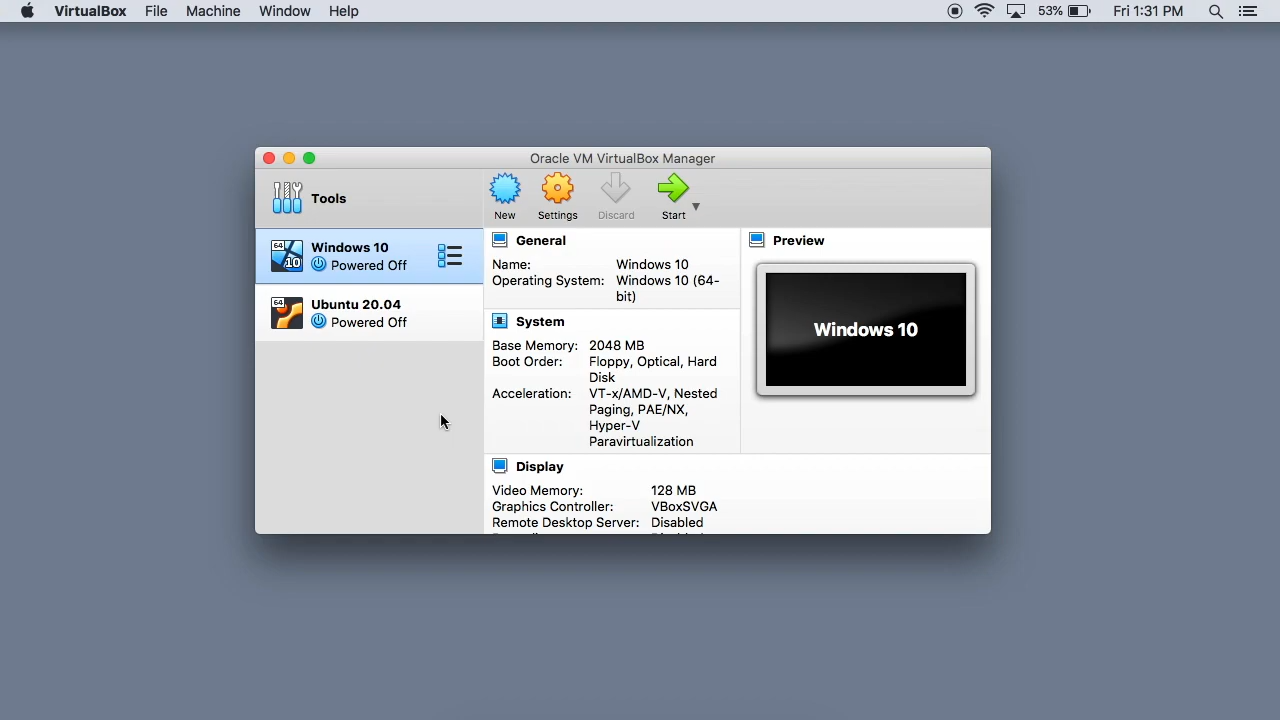 VirtualBox File Machine Window Help 53% Fri 1:31 PM
Oracle VM VirtualBox Manager
Tools
New Settings Discard Start
64 10 Windows 10
Powered Off
64 Ubuntu 20.04
Powered Off
General
Name: Windows 10
Operating System: Windows 10 (64-
bit)
System
Base Memory: 2048 MB
Boot Order: Floppy, Optical, Hard
Disk
Acceleration: VT-x/AMD-V, Nested
Paging, PAE/NX,
Hyper-V
Paravirtualization
Preview
Windows 10
Display
Video Memory: 128 MB
Graphics Controller: VBoxSVGA
Remote Desktop Server: Disabled